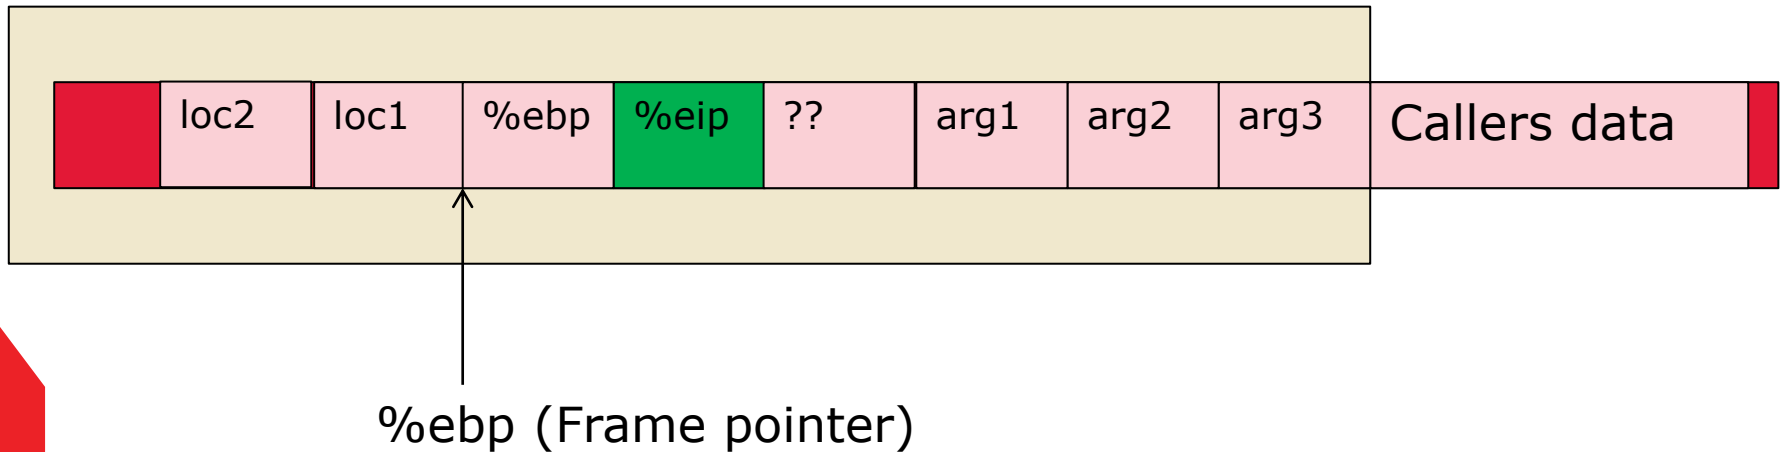 loc2 loc1 %ebp %eip ?? arg1 arg2 arg3 Callers data
%ebp (Frame pointer)